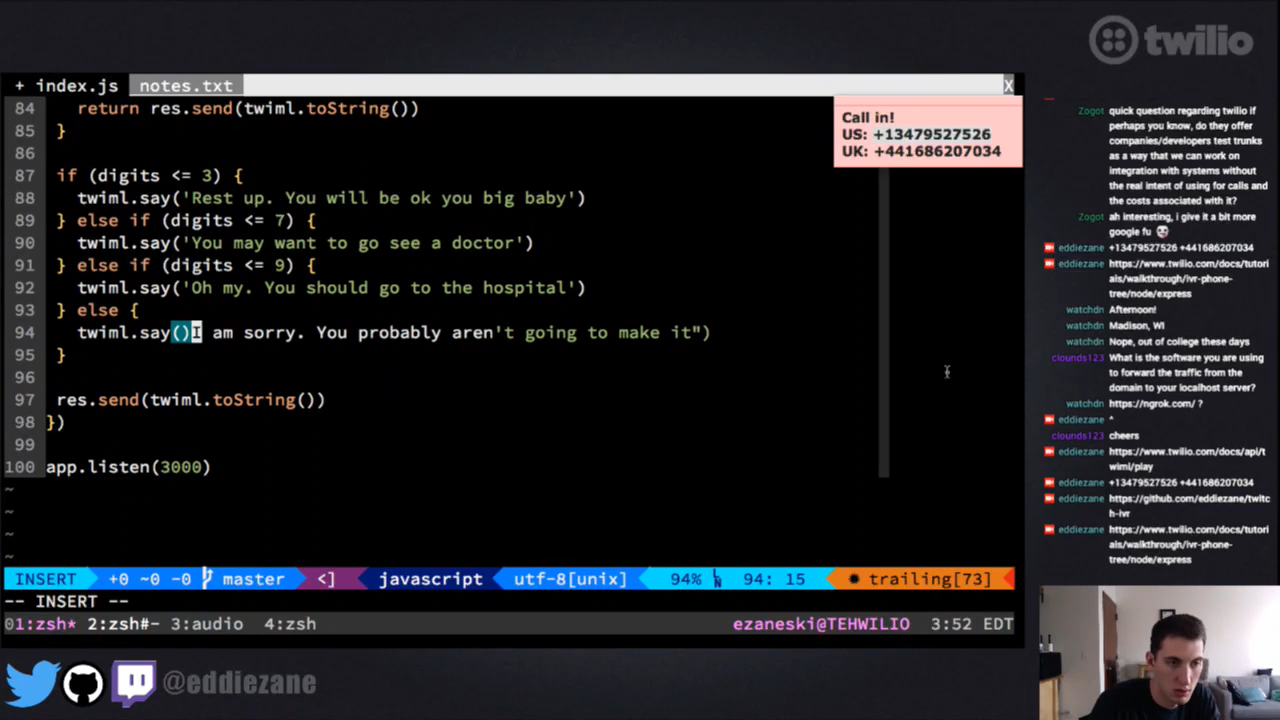 twilio
+ index.js notes.txt X
84 return res.send(twiml.toString())
85 }
86
87 if (digits <= 3) {
88 twiml.say('Rest up. You will be ok you big baby')
89 } else if (digits <= 7) {
90 twiml.say('You may want to go see a doctor')
91 } else if (digits <= 9) {
92 twiml.say('Oh my. You should go to the hospital')
93 } else {
94 twiml.say()I am sorry. You probably aren't going to make it")
95 }
96
97 res.send(twiml.toString())
98 })
99
100 app.listen(3000)
~
~
~
~
INSERT +0 ~0 -0 master <] javascript utf-8[unix] 94% 94: 15 trailing[73]
-- INSERT --
01:zsh* 2:zsh#- 3:audio 4:zsh ezaneski@TEHWILIO 3:52 EDT
@eddiezane
Call in!
US: +13479527526
UK: +441686207034
Zogot quick question regarding twilio if
perhaps you know, do they offer
companies/developers test trunks
as a way that we can work on
integration with systems without
the real intent of using for calls and
the costs associated with it?
Zogot ah interesting, i give it a bit more
google fu
eddiezane +13479527526 +441686207034
eddiezane https://www.twilio.com/docs/tutori
als/walkthrough/ivr-phone-
tree/node/express
watchdn Afternoon!
watchdn Madison, WI
watchdn Nope, out of college these days
clounds123 What is the software you are using
to forward the traffic from the
domain to your localhost server?
watchdn https://ngrok.com/ ?
eddiezane ^
clounds123 cheers
eddiezane https://www.twilio.com/docs/api/t
wiml/play
eddiezane +13479527526 +441686207034
eddiezane https://github.com/eddiezane/twitc
h-ivr
eddiezane https://www.twilio.com/docs/tutori
als/walkthrough/ivr-phone-
tree/node/express